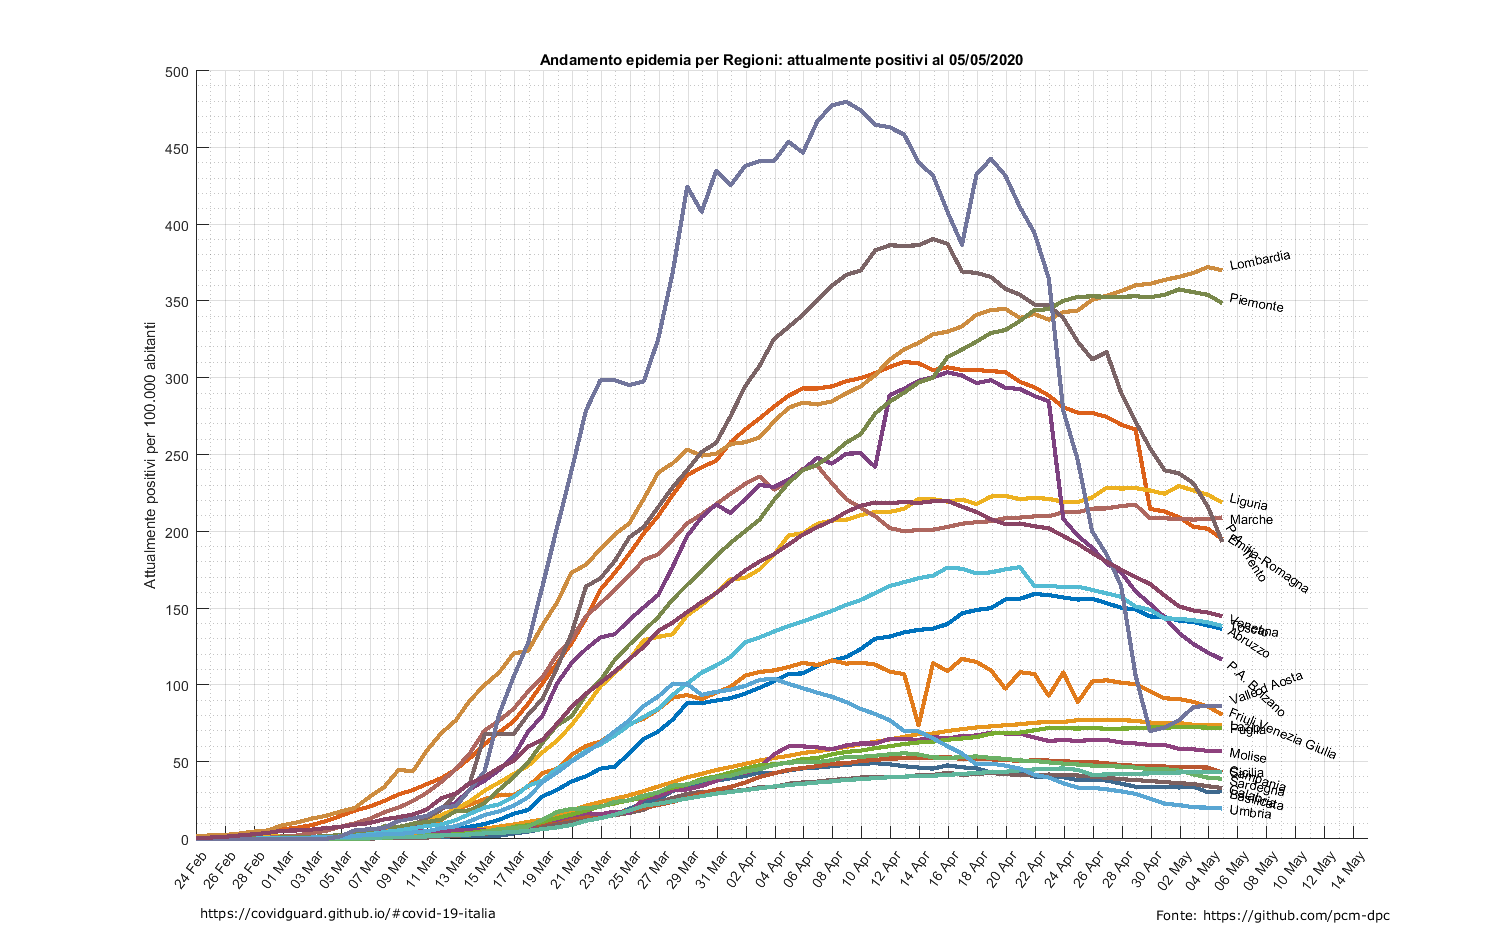 Andamento epidemia per Regioni: attualmente positivi al 05/05/2020
Attualmente positivi per 100.000 abitanti
500
450
400
350
300
250
200
150
100
50
0
Lombardia
Piemonte
Liguria
Marche
P.A. Trento
Emilia-Romagna
Veneto
Toscana
Abruzzo
P.A. Bolzano
Valle d'Aosta
Friuli Venezia Giulia
Lazio
Puglia
Molise
Sicilia
Campania
Sardegna
Calabria
Basilicata
Umbria
24 Feb
26 Feb
28 Feb
01 Mar
03 Mar
05 Mar
07 Mar
09 Mar
11 Mar
13 Mar
15 Mar
17 Mar
19 Mar
21 Mar
23 Mar
25 Mar
27 Mar
29 Mar
31 Mar
02 Apr
04 Apr
06 Apr
08 Apr
10 Apr
12 Apr
14 Apr
16 Apr
18 Apr
20 Apr
22 Apr
24 Apr
26 Apr
28 Apr
30 Apr
02 May
04 May
06 May
08 May
10 May
12 May
14 May
https://covidguard.github.io/#covid-19-italia
Fonte: https://github.com/pcm-dpc